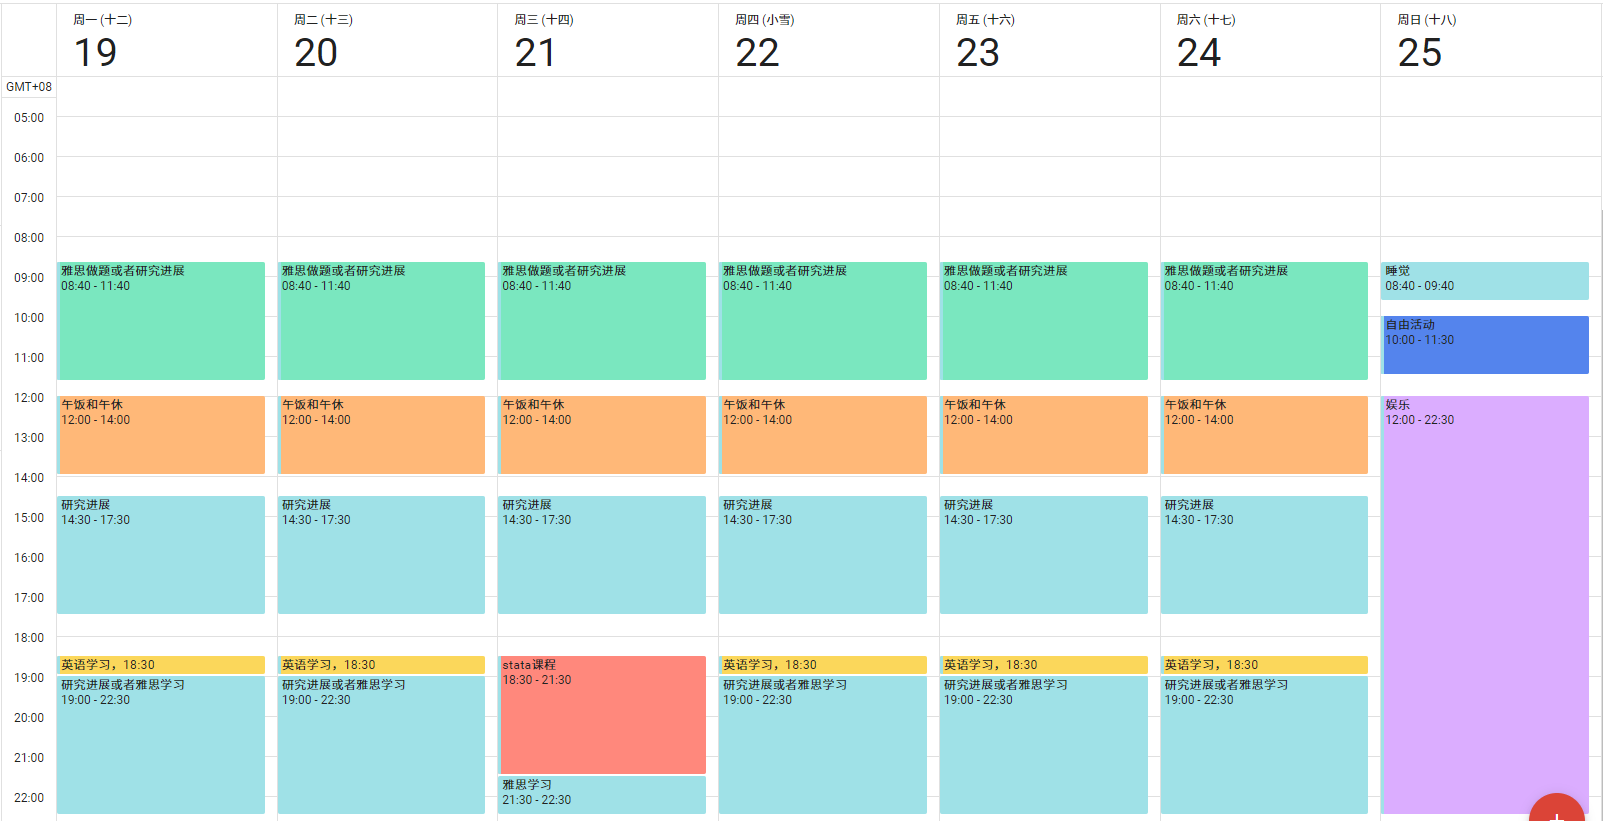 周一 (十二)
19
周二 (十三)
20
周三 (十四)
21
周四 (小雪)
22
周五 (十六)
23
周六 (十七)
24
周日 (十八)
25
GMT+08
05:00
06:00
07:00
08:00
09:00
10:00
11:00
12:00
13:00
14:00
15:00
16:00
17:00
18:00
19:00
20:00
21:00
22:00
雅思做题或者研究进展
08:40 - 11:40
午饭和午休
12:00 - 14:00
研究进展
14:30 - 17:30
英语学习，18:30
研究进展或者雅思学习
19:00 - 22:30
雅思做题或者研究进展
08:40 - 11:40
午饭和午休
12:00 - 14:00
研究进展
14:30 - 17:30
英语学习，18:30
研究进展或者雅思学习
19:00 - 22:30
雅思做题或者研究进展
08:40 - 11:40
午饭和午休
12:00 - 14:00
研究进展
14:30 - 17:30
stata课程
18:30 - 21:30
雅思学习
21:30 - 22:30
雅思做题或者研究进展
08:40 - 11:40
午饭和午休
12:00 - 14:00
研究进展
14:30 - 17:30
英语学习，18:30
研究进展或者雅思学习
19:00 - 22:30
雅思做题或者研究进展
08:40 - 11:40
午饭和午休
12:00 - 14:00
研究进展
14:30 - 17:30
英语学习，18:30
研究进展或者雅思学习
19:00 - 22:30
雅思做题或者研究进展
08:40 - 11:40
午饭和午休
12:00 - 14:00
研究进展
14:30 - 17:30
英语学习，18:30
研究进展或者雅思学习
19:00 - 22:30
睡觉
08:40 - 09:40
自由活动
10:00 - 11:30
娱乐
12:00 - 22:30